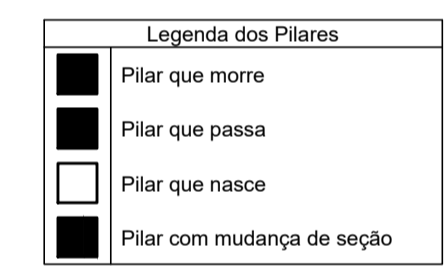 Legenda dos Pilares
Pilar que morre
Pilar que passa
Pilar que nasce
Pilar com mudança de seção